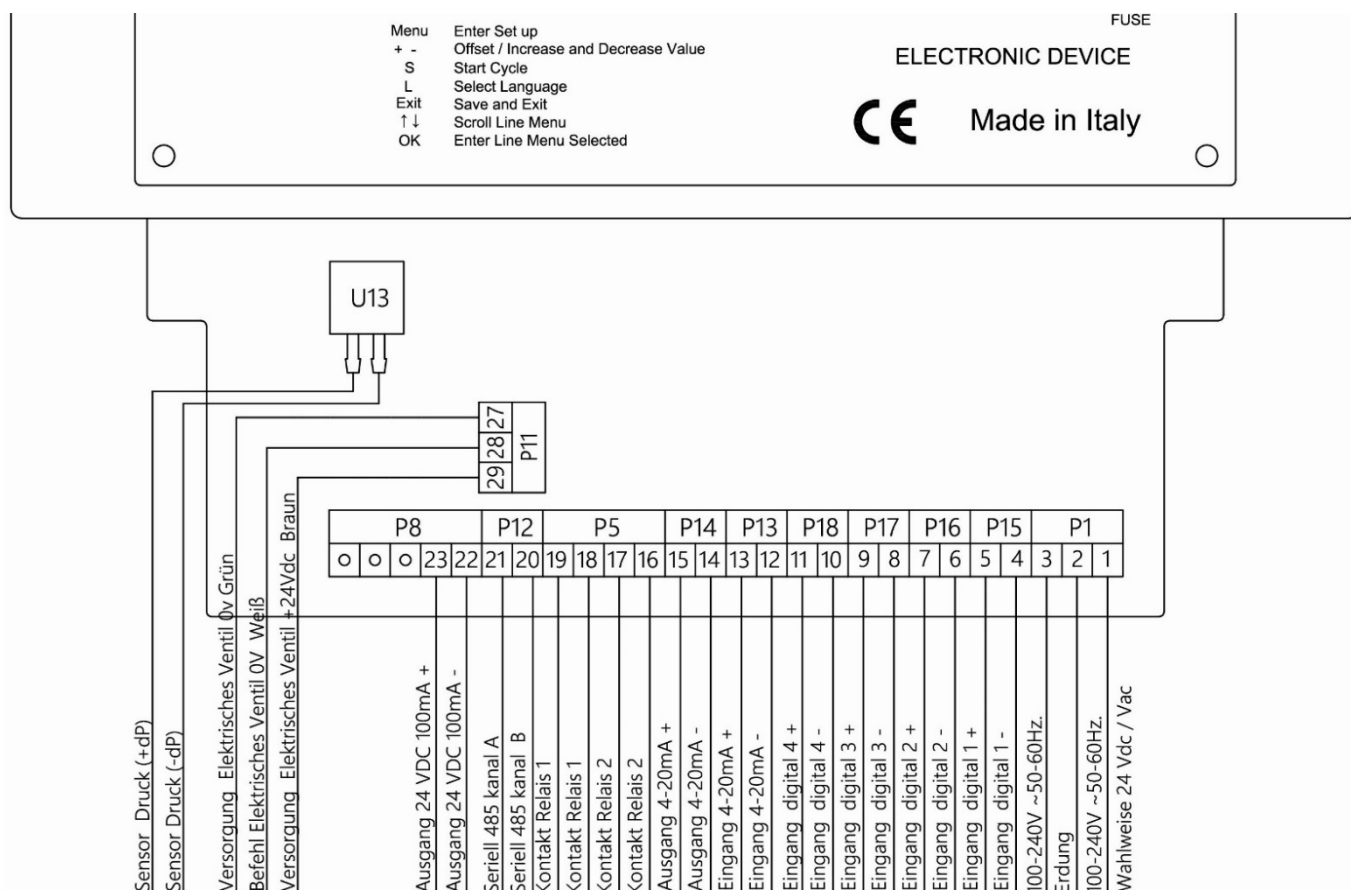 FUSE
Menu Enter Set up
+ - Offset / Increase and Decrease Value
S Start Cycle
L Select Language
Exit Save and Exit
↑↓ Scroll Line Menu
OK Enter Line Menu Selected
ELECTRONIC DEVICE
CE Made in Italy
U13
27
28
29
P11
P8 P12 P5 P14 P13 P18 P17 P16 P15 P1
23 22 21 20 19 18 17 16 15 14 13 12 11 10 9 8 7 6 5 4 3 2 1
Sensor Druck (+dP)
Sensor Druck (-dP)
Versorgung Elektrisches Ventil 0v Grün
Befehl Elektrisches Ventil 0V Weiß
Versorgung Elektrisches Ventil +24Vdc Braun
Ausgang 24 VDC 100mA +
Ausgang 24 VDC 100mA -
Seriell 485 kanal A
Seriell 485 kanal B
Kontakt Relais 1
Kontakt Relais 1
Kontakt Relais 2
Kontakt Relais 2
Ausgang 4-20mA +
Ausgang 4-20mA -
Eingang 4-20mA +
Eingang 4-20mA -
Eingang digital 4 +
Eingang digital 4 -
Eingang digital 3 +
Eingang digital 3 -
Eingang digital 2 +
Eingang digital 2 -
Eingang digital 1 +
Eingang digital 1 -
100-240V ~50-60Hz.
Erdung
100-240V ~50-60Hz.
Wahlweise 24 Vdc / Vac